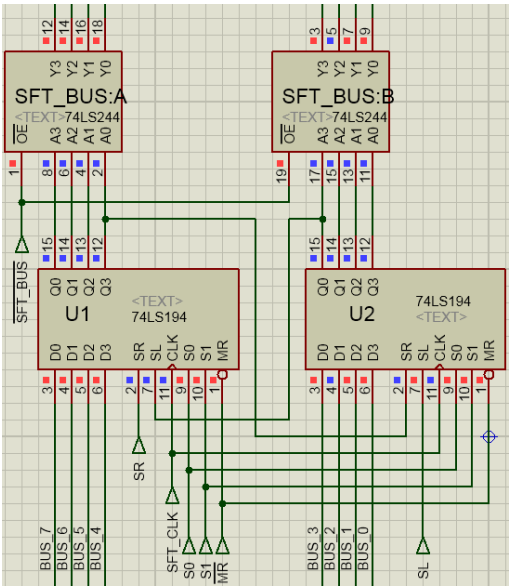 12 14 16 18 3 5 7 9
Y3 Y2 Y1 Y0 Y3 Y2 Y1 Y0
SFT_BUS:A SFT_BUS:B
<TEXT> 74LS244 <TEXT> 74LS244
OE A3 A2 A1 A0 OE A3 A2 A1 A0
1 8 6 4 2 19 17 15 13 11
SFT_BUS
15 14 13 12 15 14 13 12
Q0 Q1 Q2 Q3 Q0 Q1 Q2 Q3
<TEXT> 74LS194
U1 74LS194 U2 <TEXT>
D0 D1 D2 D3 SR SL CLK S0 S1 MR D0 D1 D2 D3 SR SL CLK S0 S1 MR
3 4 5 6 2 7 11 9 10 1 3 4 5 6 2 7 11 9 10 1
SR
BUS_7 BUS_6 BUS_5 BUS_4 SFT_CLK S0 S1 MR BUS_3 BUS_2 BUS_1 BUS_0 SL